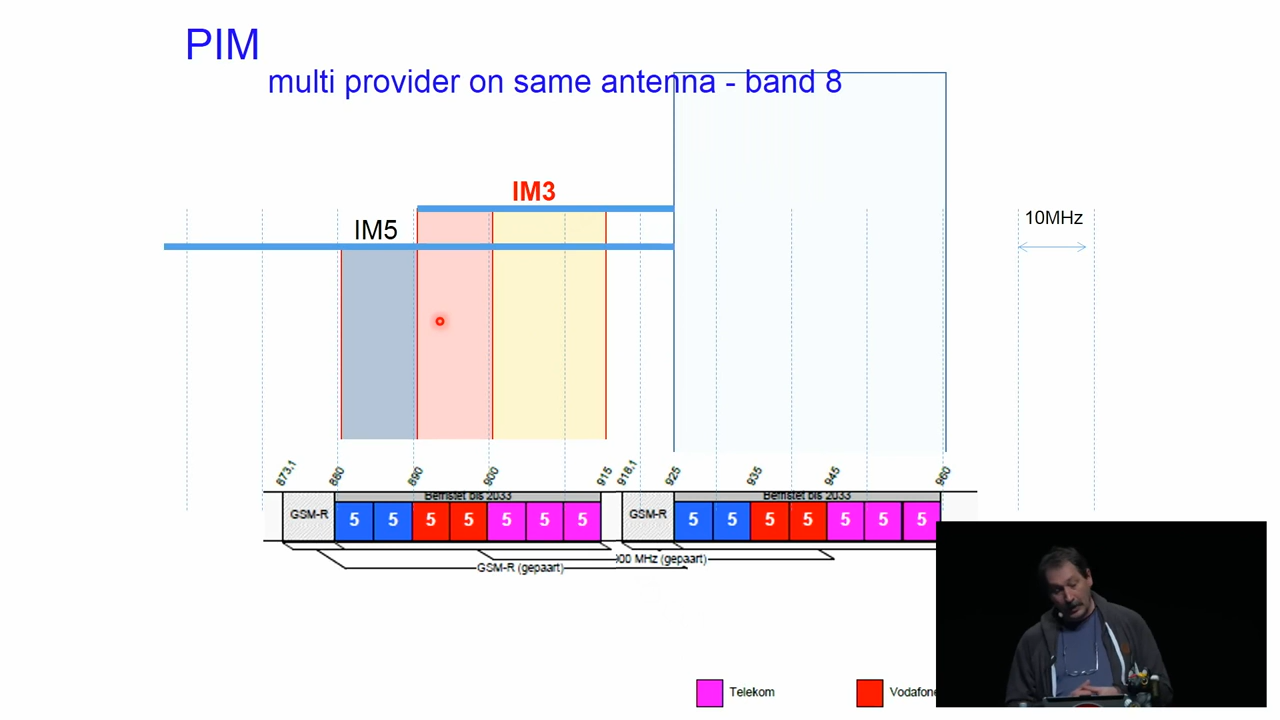 PIM
multi provider on same antenna - band 8
IM3
IM5
10MHz
873,1 880 890 900 915 918,1 925 935 945 960
Befristet bis 2033 Befristet bis 2033
GSM-R 5 5 5 5 5 5 5 GSM-R 5 5 5 5 5 5 5
00 MHz (gepaart)
GSM-R (gepaart)
Telekom Vodafone